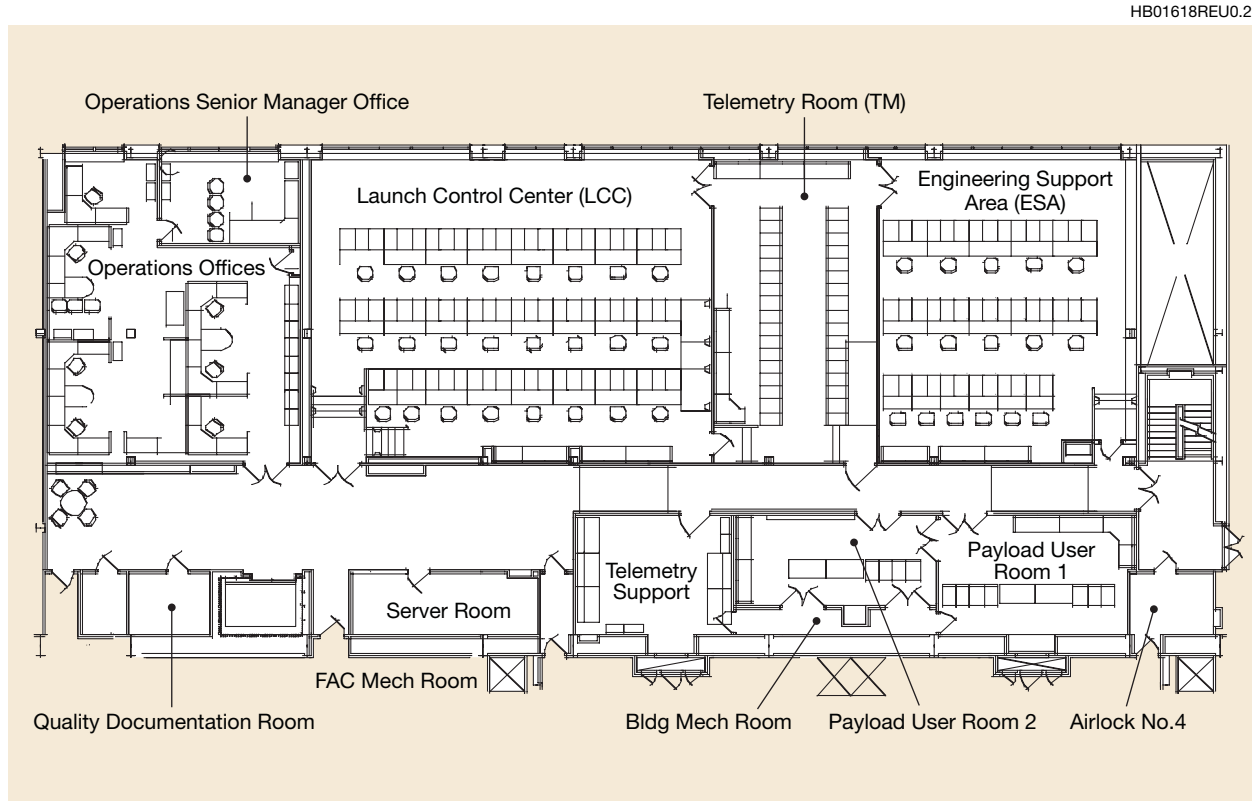 HB01618REU0.2
Operations Senior Manager Office
Telemetry Room (TM)
Launch Control Center (LCC)
Engineering Support
Area (ESA)
Operations Offices
Telemetry
Support
Payload User
Room 1
Server Room
FAC Mech Room
Quality Documentation Room
Bldg Mech Room
Payload User Room 2
Airlock No.4